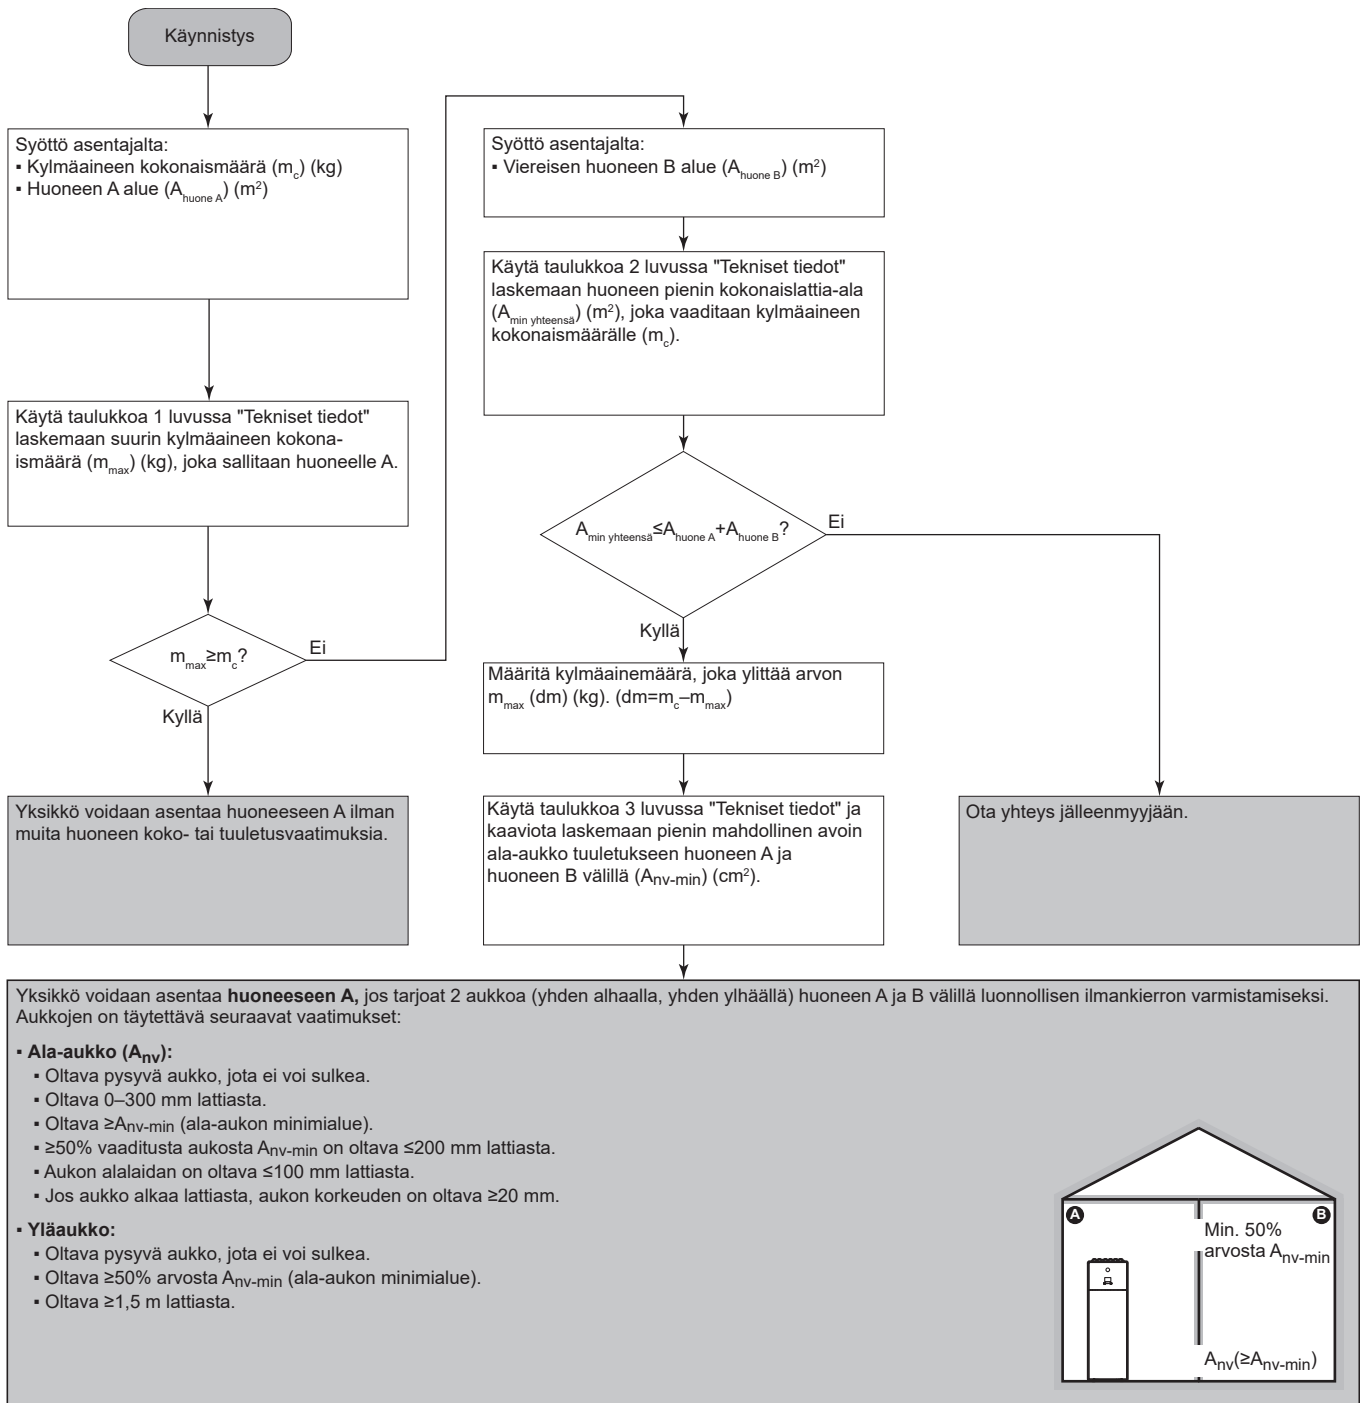 Käynnistys
Syöttö asentajalta:
▪ Kylmäaineen kokonaismäärä (mc) (kg)
▪ Huoneen A alue (Ahuone A) (m²)
Käytä taulukkoa 1 luvussa "Tekniset tiedot"
laskemaan suurin kylmäaineen kokona-
ismäärä (mmax) (kg), joka sallitaan huoneelle A.
mmax≥mc?
Ei
Kyllä
Yksikkö voidaan asentaa huoneeseen A ilman
muita huoneen koko- tai tuuletusvaatimuksia.
Syöttö asentajalta:
▪ Viereisen huoneen B alue (Ahuone B) (m²)
Käytä taulukkoa 2 luvussa "Tekniset tiedot"
laskemaan huoneen pienin kokonaislattia-ala
(Amin yhteensä) (m²), joka vaaditaan kylmäaineen
kokonaismäärälle (mc).
Amin yhteensä≤Ahuone A+Ahuone B?
Ei
Kyllä
Määritä kylmäainemäärä, joka ylittää arvon
mmax (dm) (kg). (dm=mc–mmax)
Käytä taulukkoa 3 luvussa "Tekniset tiedot" ja
kaaviota laskemaan pienin mahdollinen avoin
ala-aukko tuuletukseen huoneen A ja
huoneen B välillä (Anv-min) (cm²).
Ota yhteys jälleenmyyjään.
Yksikkö voidaan asentaa huoneeseen A, jos tarjoat 2 aukkoa (yhden alhaalla, yhden ylhäällä) huoneen A ja B välillä luonnollisen ilmankierron varmistamiseksi.
Aukkojen on täytettävä seuraavat vaatimukset:
▪ Ala-aukko (Anv):
▪ Oltava pysyvä aukko, jota ei voi sulkea.
▪ Oltava 0–300 mm lattiasta.
▪ Oltava ≥Anv-min (ala-aukon minimialue).
▪ ≥50% vaaditusta aukosta Anv-min on oltava ≤200 mm lattiasta.
▪ Aukon alalaidan on oltava ≤100 mm lattiasta.
▪ Jos aukko alkaa lattiasta, aukon korkeuden on oltava ≥20 mm.
▪ Yläaukko:
▪ Oltava pysyvä aukko, jota ei voi sulkea.
▪ Oltava ≥50% arvosta Anv-min (ala-aukon minimialue).
▪ Oltava ≥1,5 m lattiasta.
A
B
Min. 50%
arvosta Anv-min
Anv(≥Anv-min)